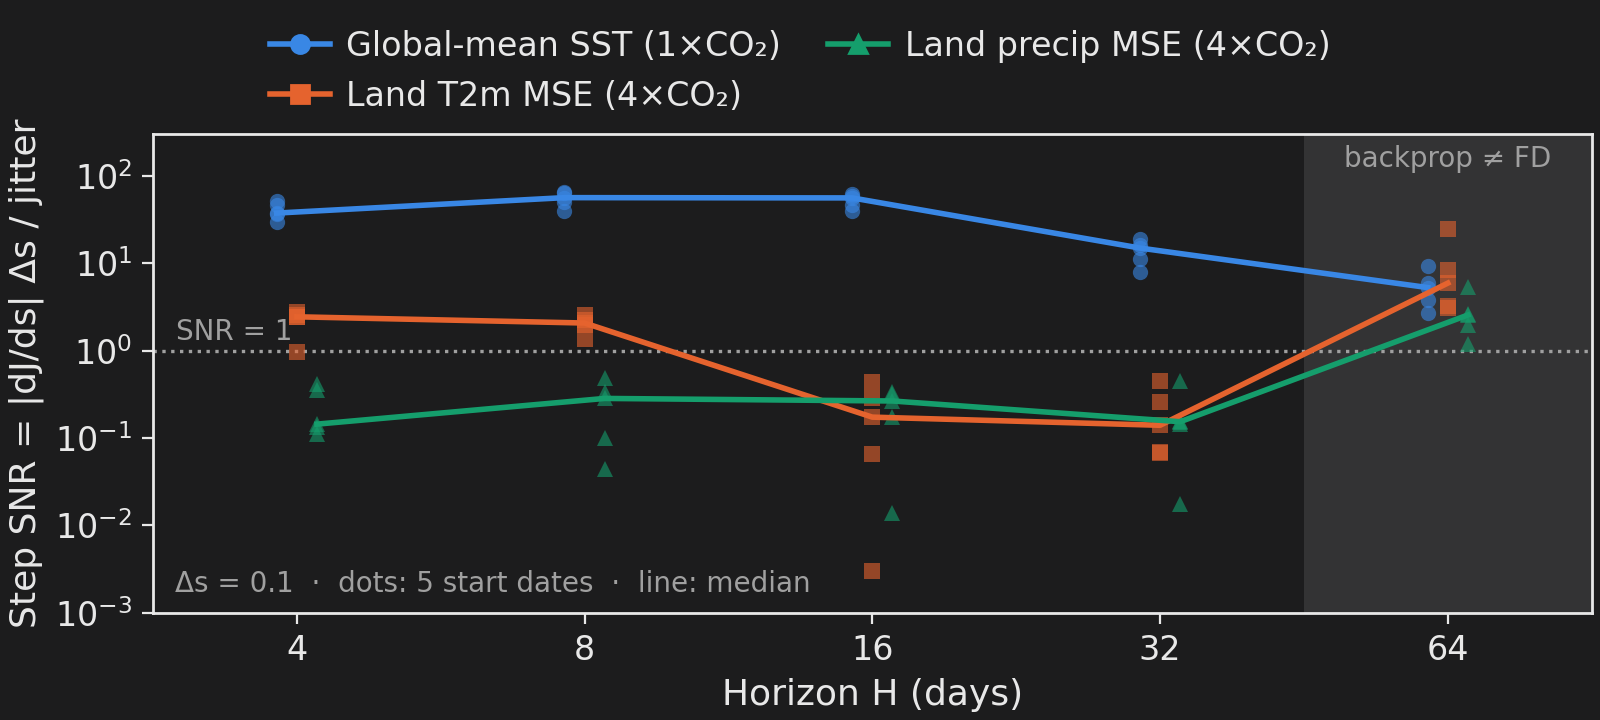 Global-mean SST (1×CO₂)
Land precip MSE (4×CO₂)
Land T2m MSE (4×CO₂)
Step SNR = |dJ/ds| Δs / jitter
10²
10¹
10⁰
10⁻¹
10⁻²
10⁻³
backprop ≠ FD
SNR = 1
Δs = 0.1 · dots: 5 start dates · line: median
4
8
16
32
64
Horizon H (days)